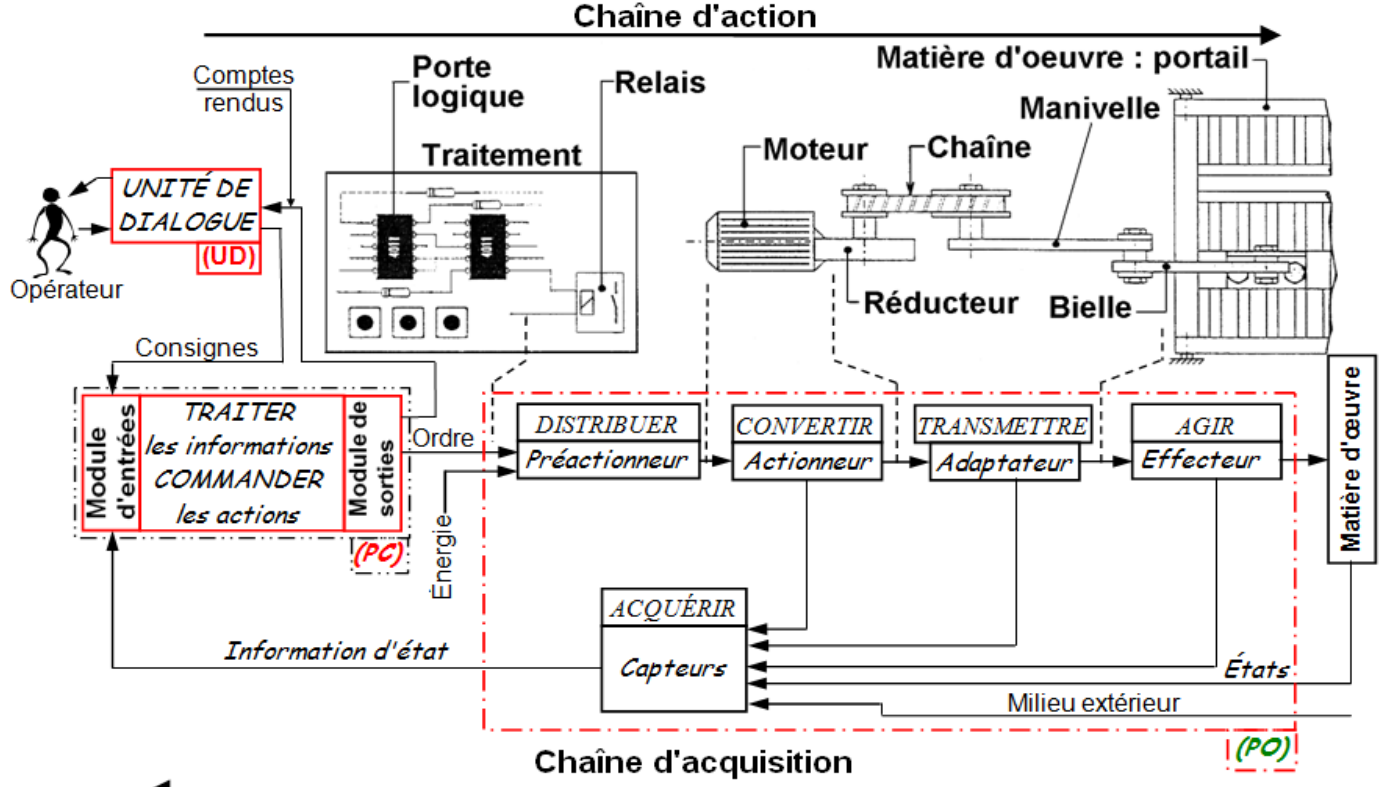 Chaîne d'action
Matière d'oeuvre : portail
Comptes
rendus
Porte
logique
Relais
Manivelle
Traitement
Moteur
Chaîne
UNITÉ DE
DIALOGUE
(UD)
Opérateur
Réducteur
Bielle
Consignes
Module
d'entrées
TRAITER
les informations
COMMANDER
les actions
Module de
sorties
(PC)
Ordre
Énergie
DISTRIBUER
Préactionneur
CONVERTIR
Actionneur
TRANSMETTRE
Adaptateur
AGIR
Effecteur
Matière d'œuvre
ACQUÉRIR
Capteurs
Information d'état
États
Milieu extérieur
(PO)
Chaîne d'acquisition